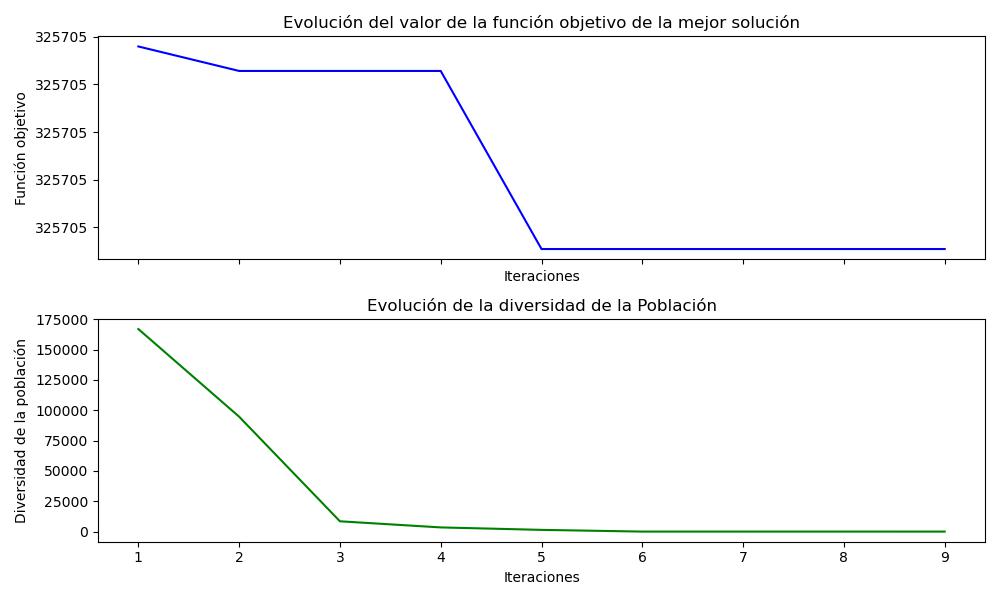 Evolución del valor de la función objetivo de la mejor solución
325705
325705
325705
325705
325705
Función objetivo
Iteraciones
Evolución de la diversidad de la Población
175000
150000
125000
100000
75000
50000
25000
0
Diversidad de la población
1 2 3 4 5 6 7 8 9
Iteraciones